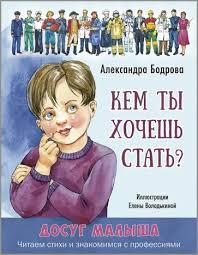 Александра Бодрова
КЕМ ТЫ
ХОЧЕШЬ
СТАТЬ?
Иллюстрации
Елены Володькиной
ДОСУГ МАЛЫША
Читаем стихи и знакомимся с профессиями